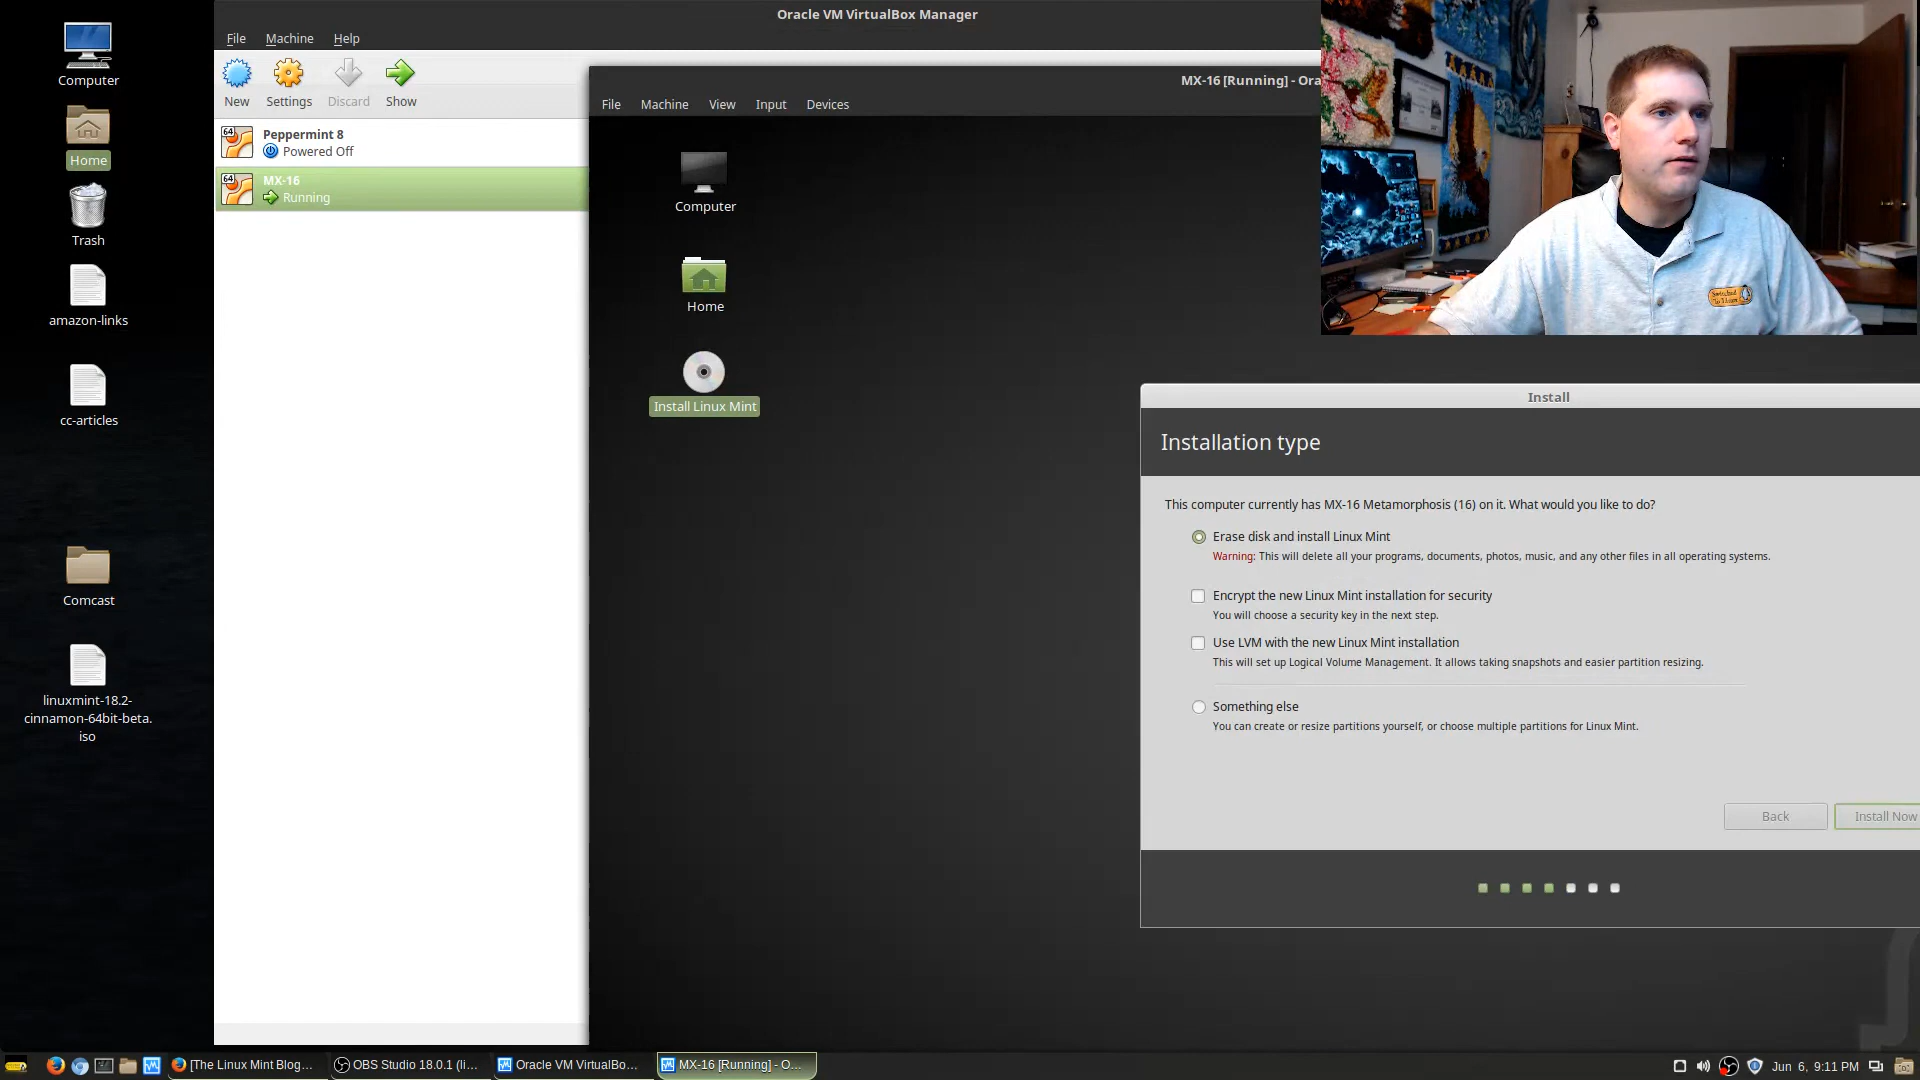 Oracle VM VirtualBox Manager
File Machine Help
New Settings Discard Show
64 Peppermint 8
Powered Off
64 MX-16
Running
Computer
Home
Trash
amazon-links
cc-articles
Comcast
linuxmint-18.2-
cinnamon-64bit-beta.
iso
MX-16 [Running] - Ora
File Machine View Input Devices
Computer
Home
Install Linux Mint
Switched
To Linux
Install
Installation type
This computer currently has MX-16 Metamorphosis (16) on it. What would you like to do?
Erase disk and install Linux Mint
Warning: This will delete all your programs, documents, photos, music, and any other files in all operating systems.
Encrypt the new Linux Mint installation for security
You will choose a security key in the next step.
Use LVM with the new Linux Mint installation
This will set up Logical Volume Management. It allows taking snapshots and easier partition resizing.
Something else
You can create or resize partitions yourself, or choose multiple partitions for Linux Mint.
Back Install Now
[The Linux Mint Blog... OBS Studio 18.0.1 (li... Oracle VM VirtualBo... MX-16 [Running] - O... Jun 6, 9:11 PM